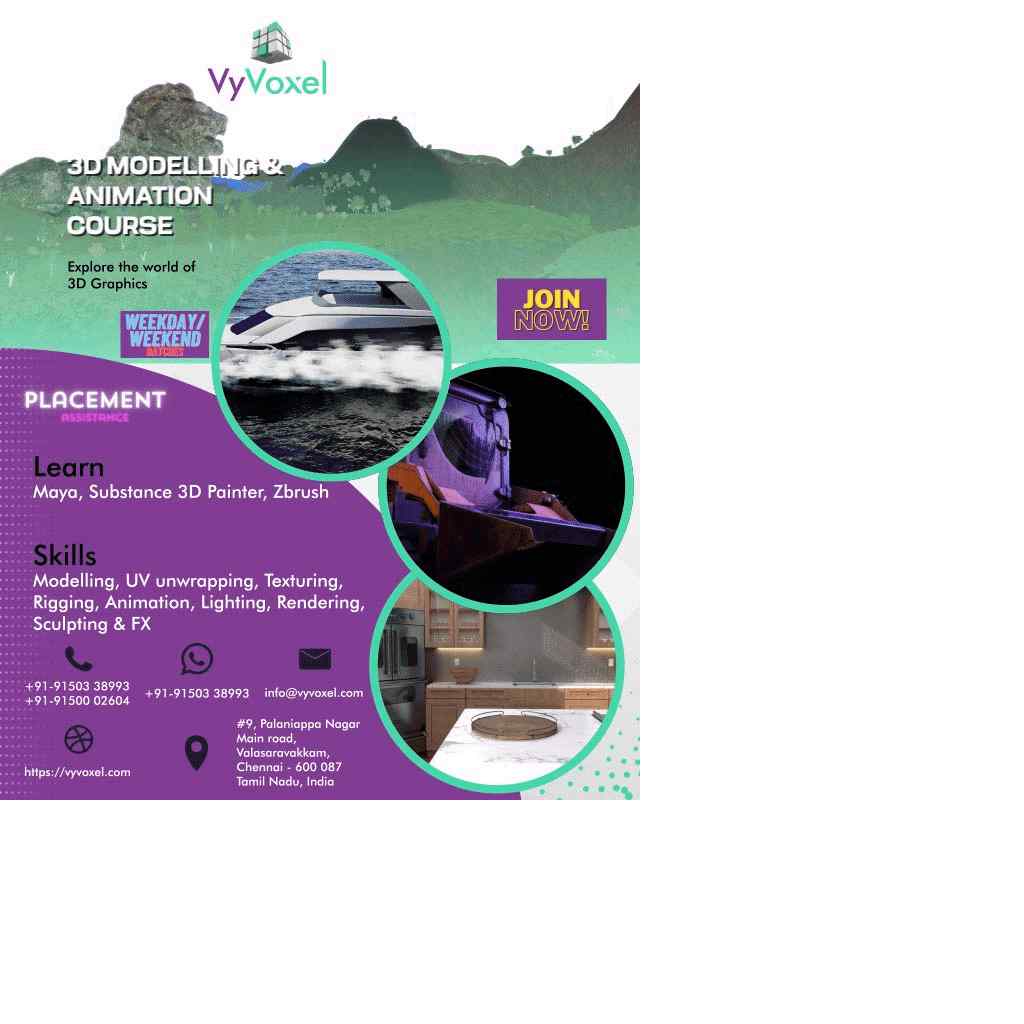 VyVoxel
3D MODELLING &
ANIMATION
COURSE
Explore the world of
3D Graphics
JOIN
NOW!
WEEKDAY/
WEEKEND
BATCHES
PLACEMENT
ASSISTANCE
Learn
Maya, Substance 3D Painter, Zbrush
Skills
Modelling, UV unwrapping, Texturing,
Rigging, Animation, Lighting, Rendering,
Sculpting & FX
+91-91503 38993
+91-91500 02604
+91-91503 38993
info@vyvoxel.com
https://vyvoxel.com
#9, Palaniappa Nagar
Main road,
Valasaravakkam,
Chennai - 600 087
Tamil Nadu, India